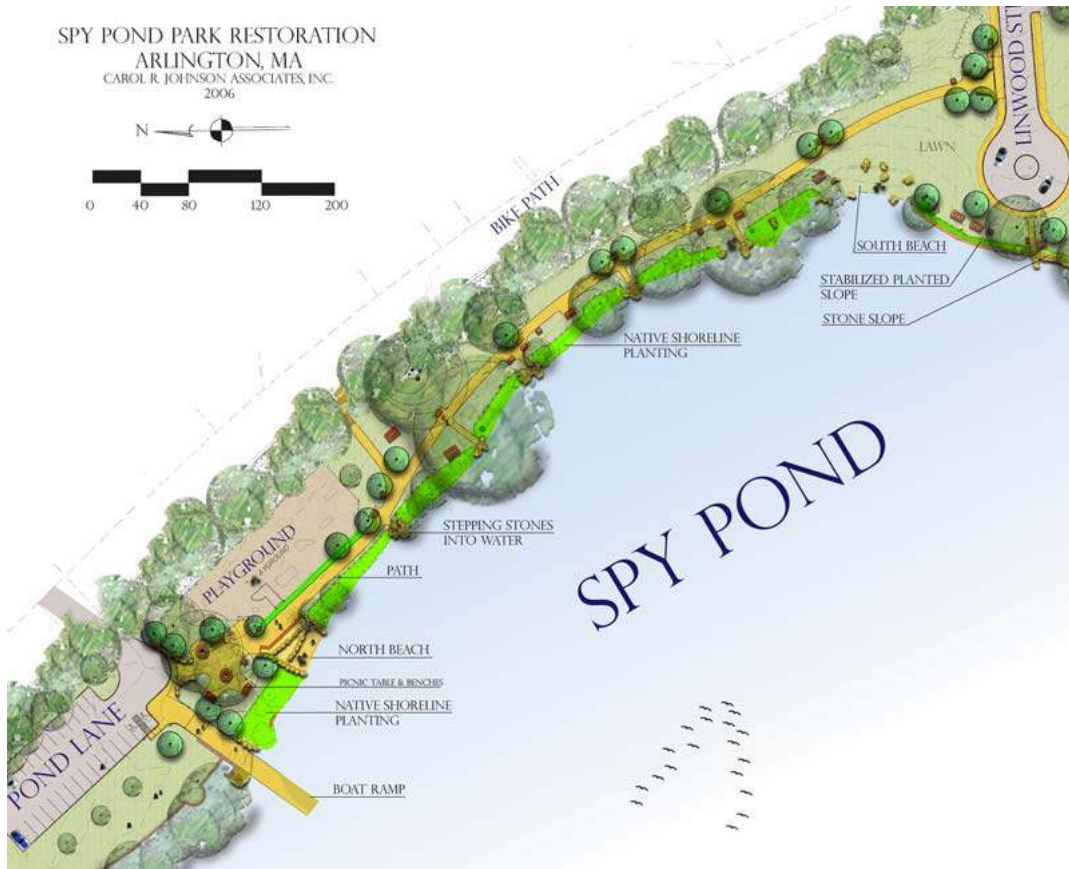 SPY POND PARK RESTORATION
ARLINGTON, MA
CAROL R. JOHNSON ASSOCIATES, INC.
2006
N
0 40 80 120 200
BIKE PATH
LINWOOD ST
LAWN
SOUTH BEACH
STABILIZED PLANTED
SLOPE
STONE SLOPE
NATIVE SHORELINE
PLANTING
SPY POND
STEPPING STONES
INTO WATER
PLAYGROUND
PATH
NORTH BEACH
PICNIC TABLE & BENCHES
NATIVE SHORELINE
PLANTING
POND LANE
BOAT RAMP